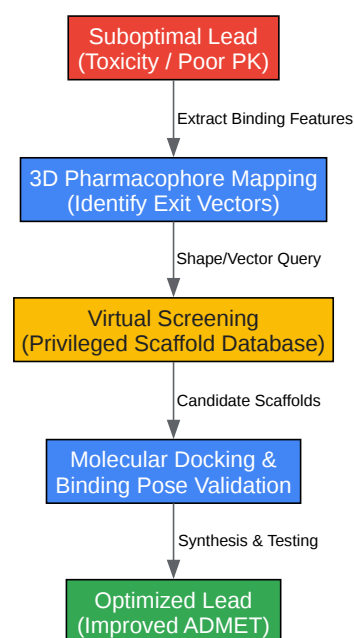 Suboptimal Lead
(Toxicity / Poor PK)
Extract Binding Features
3D Pharmacophore Mapping
(Identify Exit Vectors)
Shape/Vector Query
Virtual Screening
(Privileged Scaffold Database)
Candidate Scaffolds
Molecular Docking &
Binding Pose Validation
Synthesis & Testing
Optimized Lead
(Improved ADMET)